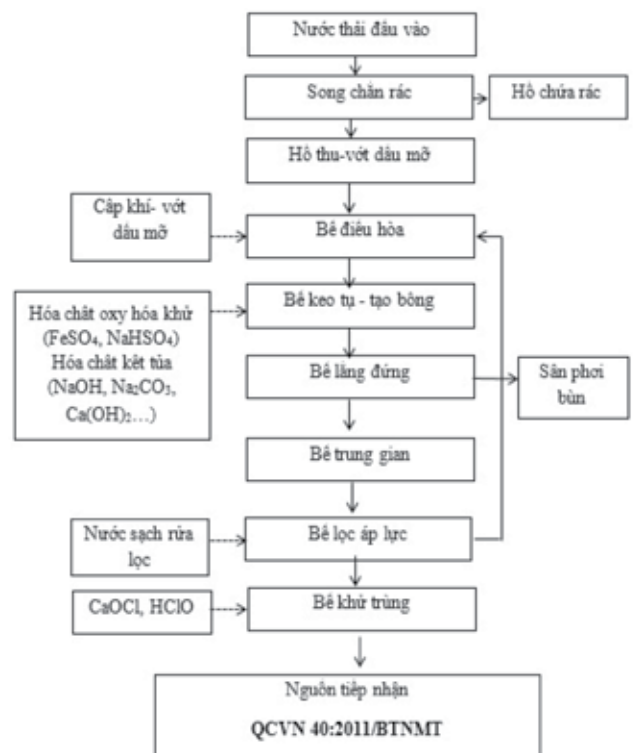 Nước thải đầu vào
Song chắn rác
Hố chứa rác
Hố thu-vớt dầu mỡ
Cấp khí- vớt
dầu mỡ
Bể điều hòa
Hóa chất oxy hóa khử
(FeSO₄, NaHSO₄)
Hóa chất kết tủa
(NaOH, Na₂CO₃,
Ca(OH)₂…)
Bể keo tụ - tạo bông
Bể lắng đứng
Sân phơi
bùn
Bể trung gian
Nước sạch rửa
lọc
Bể lọc áp lực
CaOCl, HClO
Bể khử trùng
Nguồn tiếp nhận
QCVN 40:2011/BTNMT